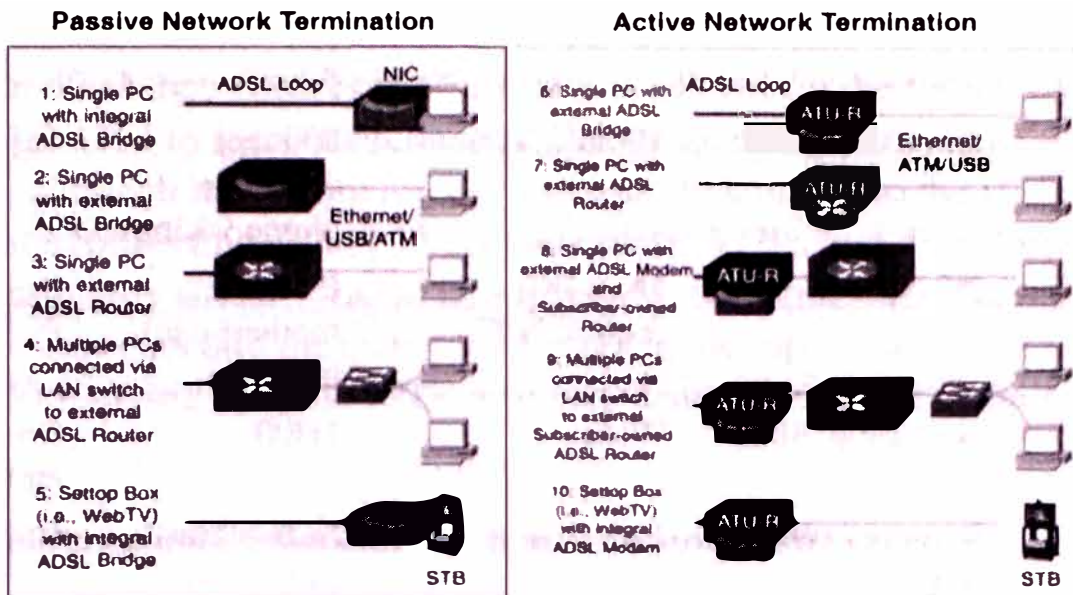 Passive Network Termination
1: Single PC
with integral
ADSL Bridge
ADSL Loop
NIC
2: Single PC
with external
ADSL Bridge
Ethernet/
USB/ATM
3: Single PC
with external
ADSL Router
4: Multiple PCs
connected via
LAN switch
to external
ADSL Router
5: Settop Box
(i.e., WebTV)
with integral
ADSL Bridge
STB
Active Network Termination
6: Single PC with
external ADSL
Bridge
ADSL Loop
ATU-R
Ethernet/
ATM/USB
7: Single PC with
external ADSL
Router
ATU-R
8: Single PC with
external ADSL Modem
and
Subscriber-owned
Router
ATU-R
9: Multiple PCs
connected via
LAN switch
to external
Subscriber-owned
ADSL Router
ATU-R
10: Settop Box
(i.e., WebTV)
with integral
ADSL Modem
ATU-R
STB